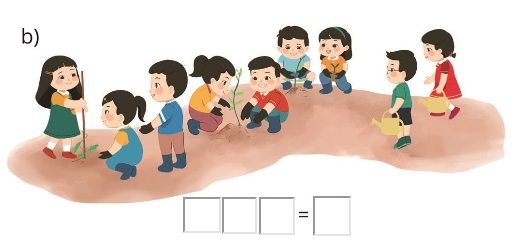 b)
=